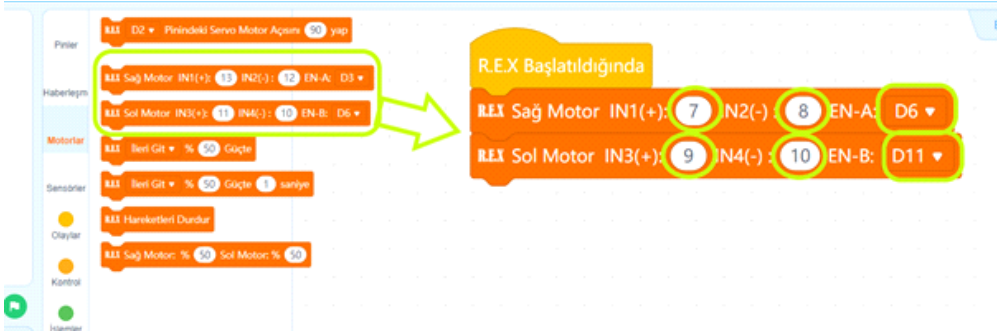 Pinler
Haberleşm
Motorlar
Sensörler
Olaylar
Kontrol
İşlemler
R.E.X D2 Pinindeki Servo Motor Açısını 90 yap
R.E.X Sağ Motor IN1(+): 13 IN2(-) : 12 EN-A: D3
R.E.X Sol Motor IN3(+): 11 IN4(-) : 10 EN-B: D6
R.E.X İleri Git % 50 Güçte
R.E.X İleri Git % 50 Güçte 1 saniye
R.E.X Hareketleri Durdur
R.E.X Sağ Motor: % 50 Sol Motor: % 50
R.E.X Başlatıldığında
R.E.X Sağ Motor IN1(+): 7 IN2(-) : 8 EN-A: D6
R.E.X Sol Motor IN3(+): 9 IN4(-) : 10 EN-B: D11